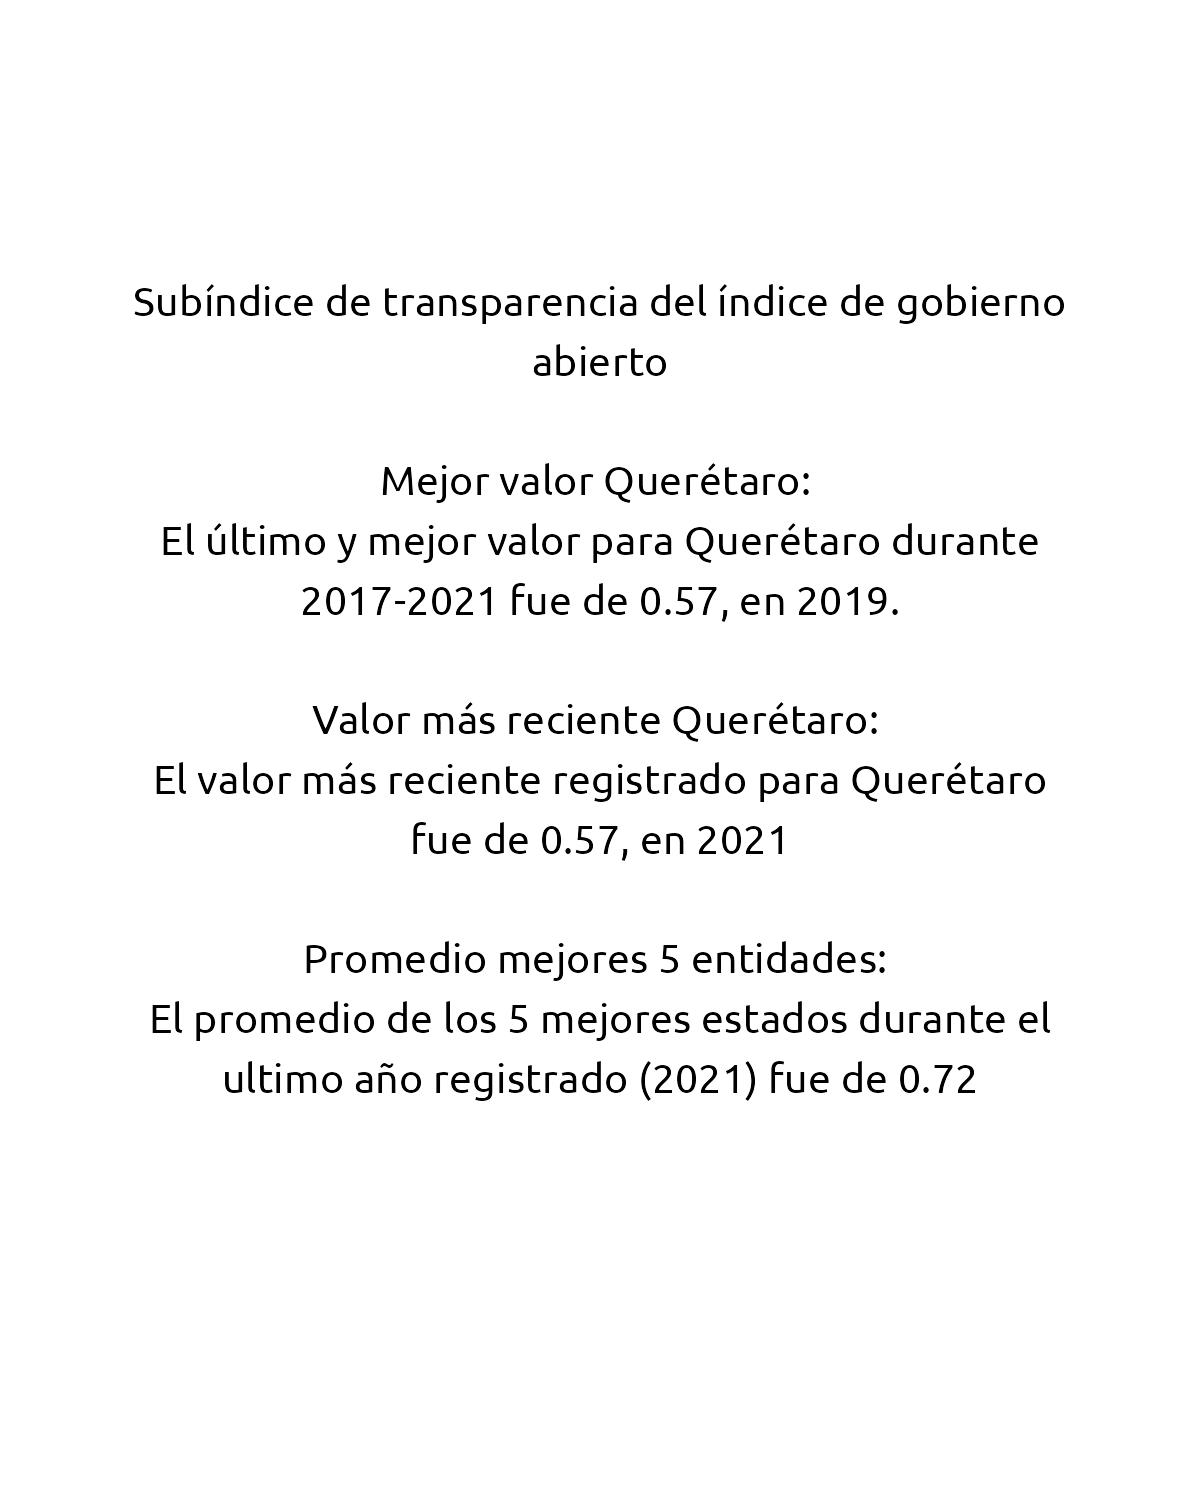 Subíndice de transparencia del índice de gobierno
abierto
Mejor valor Querétaro:
El último y mejor valor para Querétaro durante
2017-2021 fue de 0.57, en 2019.
Valor más reciente Querétaro:
El valor más reciente registrado para Querétaro
fue de 0.57, en 2021
Promedio mejores 5 entidades:
El promedio de los 5 mejores estados durante el
ultimo año registrado (2021) fue de 0.72